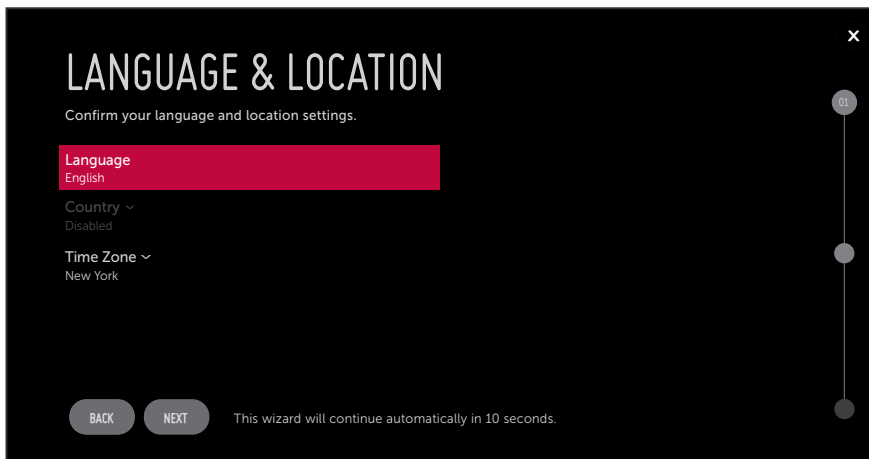 X
LANGUAGE & LOCATION
Confirm your language and location settings.
01
Language
English
Country
Disabled
Time Zone
New York
BACK
NEXT
This wizard will continue automatically in 10 seconds.